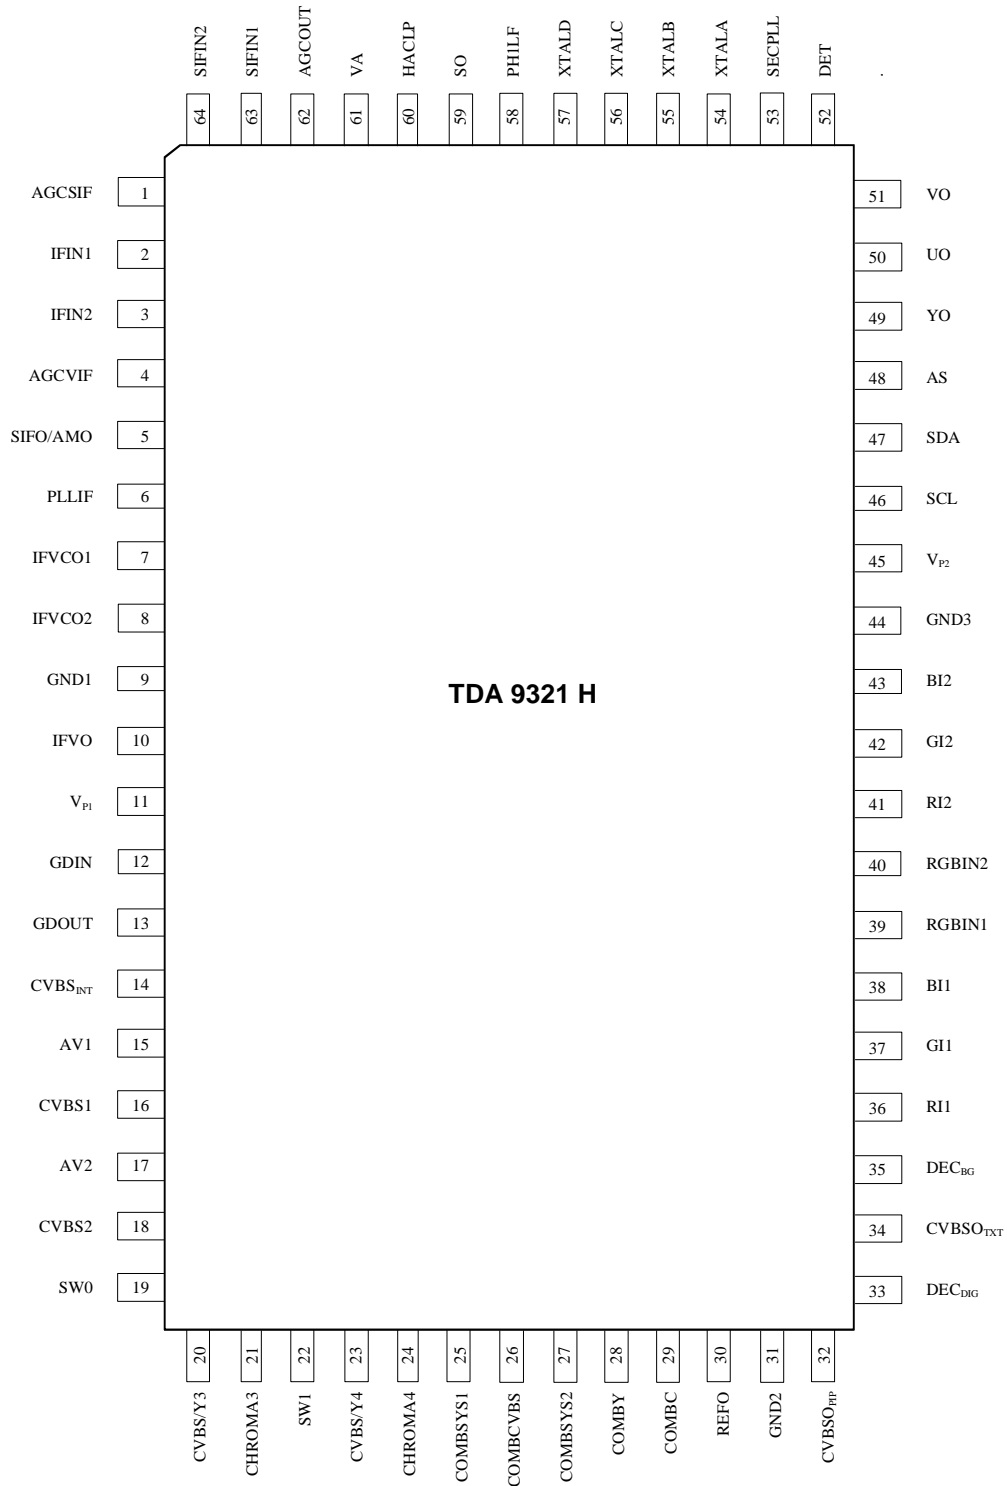 SIFIN2 SIFIN1 AGCOUT VA HACLP SO PH1LF XTALD XTALC XTALB XTALA SECPLL DET .
64 63 62 61 60 59 58 57 56 55 54 53 52
AGCSIF 1
51 VO
IFIN1 2
50 UO
IFIN2 3
49 YO
AGCVIF 4
48 AS
SIFO/AMO 5
47 SDA
PLLIF 6
46 SCL
IFVCO1 7
45 VP2
IFVCO2 8
44 GND3
GND1 9
43 BI2
TDA 9321 H
IFVO 10
42 GI2
VP1 11
41 RI2
GDIN 12
40 RGBIN2
GDOUT 13
39 RGBIN1
CVBSINT 14
38 BI1
AV1 15
37 GI1
CVBS1 16
36 RI1
AV2 17
35 DECBG
CVBS2 18
34 CVBSOTXT
SW0 19
33 DECDIG
20 21 22 23 24 25 26 27 28 29 30 31 32
CVBS/Y3 CHROMA3 SW1 CVBS/Y4 CHROMA4 COMBSYS1 COMBCVBS COMBSYS2 COMBY COMBC REFO GND2 CVBSOPIP